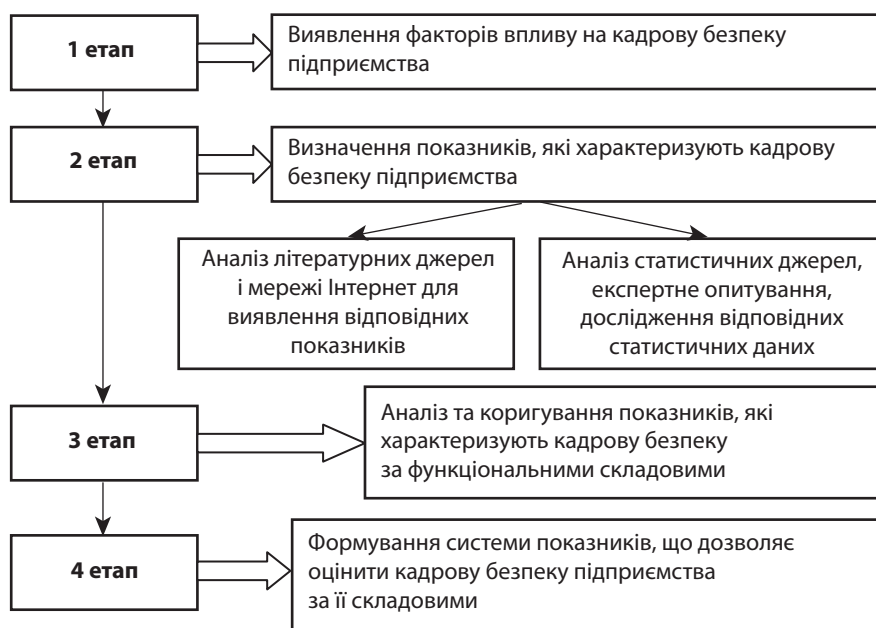 1 етап
Виявлення факторів впливу на кадрову безпеку
підприємства
2 етап
Визначення показників, які характеризують кадрову
безпеку підприємства
Аналіз літературних джерел
і мережі Інтернет для
виявлення відповідних
показників
Аналіз статистичних джерел,
експертне опитування,
дослідження відповідних
статистичних даних
3 етап
Аналіз та коригування показників, які
характеризують кадрову безпеку
за функціональними складовими
4 етап
Формування системи показників, що дозволяє
оцінити кадрову безпеку підприємства
за її складовими